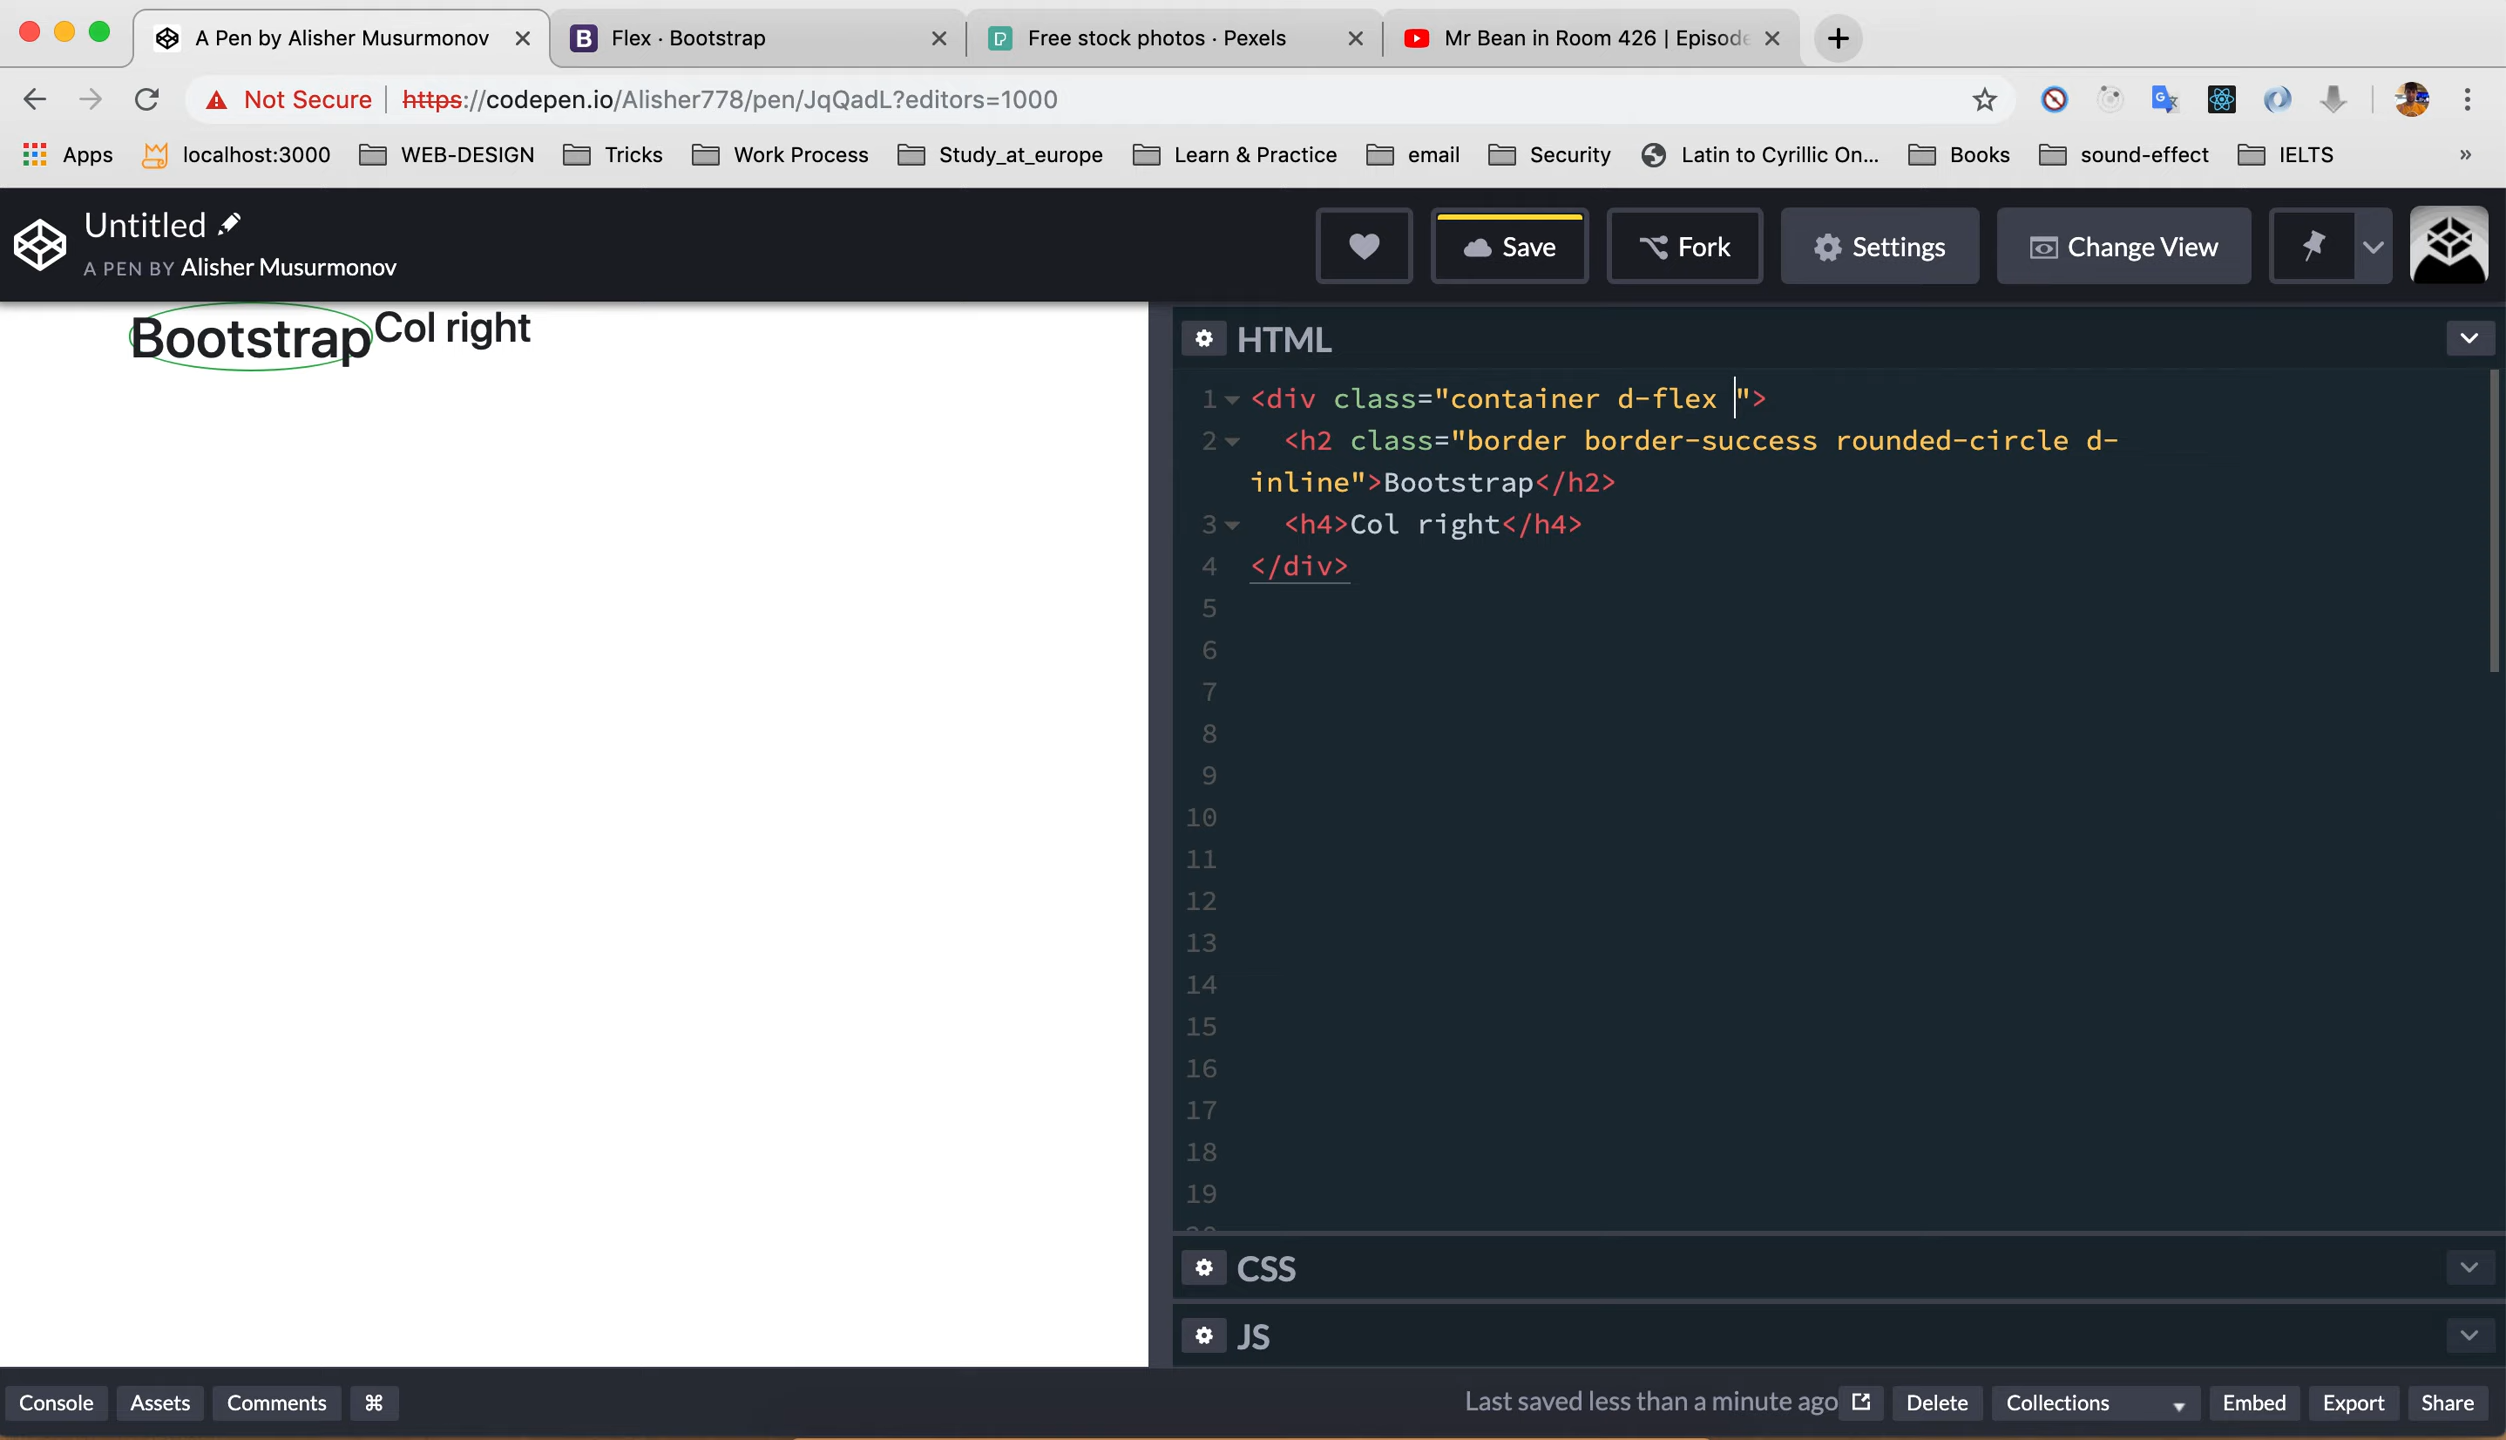 A Pen by Alisher Musurmonov
Flex · Bootstrap
Free stock photos · Pexels
Mr Bean in Room 426 | Episode
Not Secure
https://codepen.io/Alisher778/pen/JqQadL?editors=1000
Apps
localhost:3000
WEB-DESIGN
Tricks
Work Process
Study_at_europe
Learn & Practice
email
Security
Latin to Cyrillic On...
Books
sound-effect
IELTS
»
Untitled
A PEN BY Alisher Musurmonov
Save
Fork
Settings
Change View
Bootstrap
Col right
HTML
1 <div class="container d-flex ">
2 <h2 class="border border-success rounded-circle d-
inline">Bootstrap</h2>
3 <h4>Col right</h4>
4 </div>
5
6
7
8
9
10
11
12
13
14
15
16
17
18
19
CSS
JS
Console
Assets
Comments
⌘
Last saved less than a minute ago
Delete
Collections
Embed
Export
Share